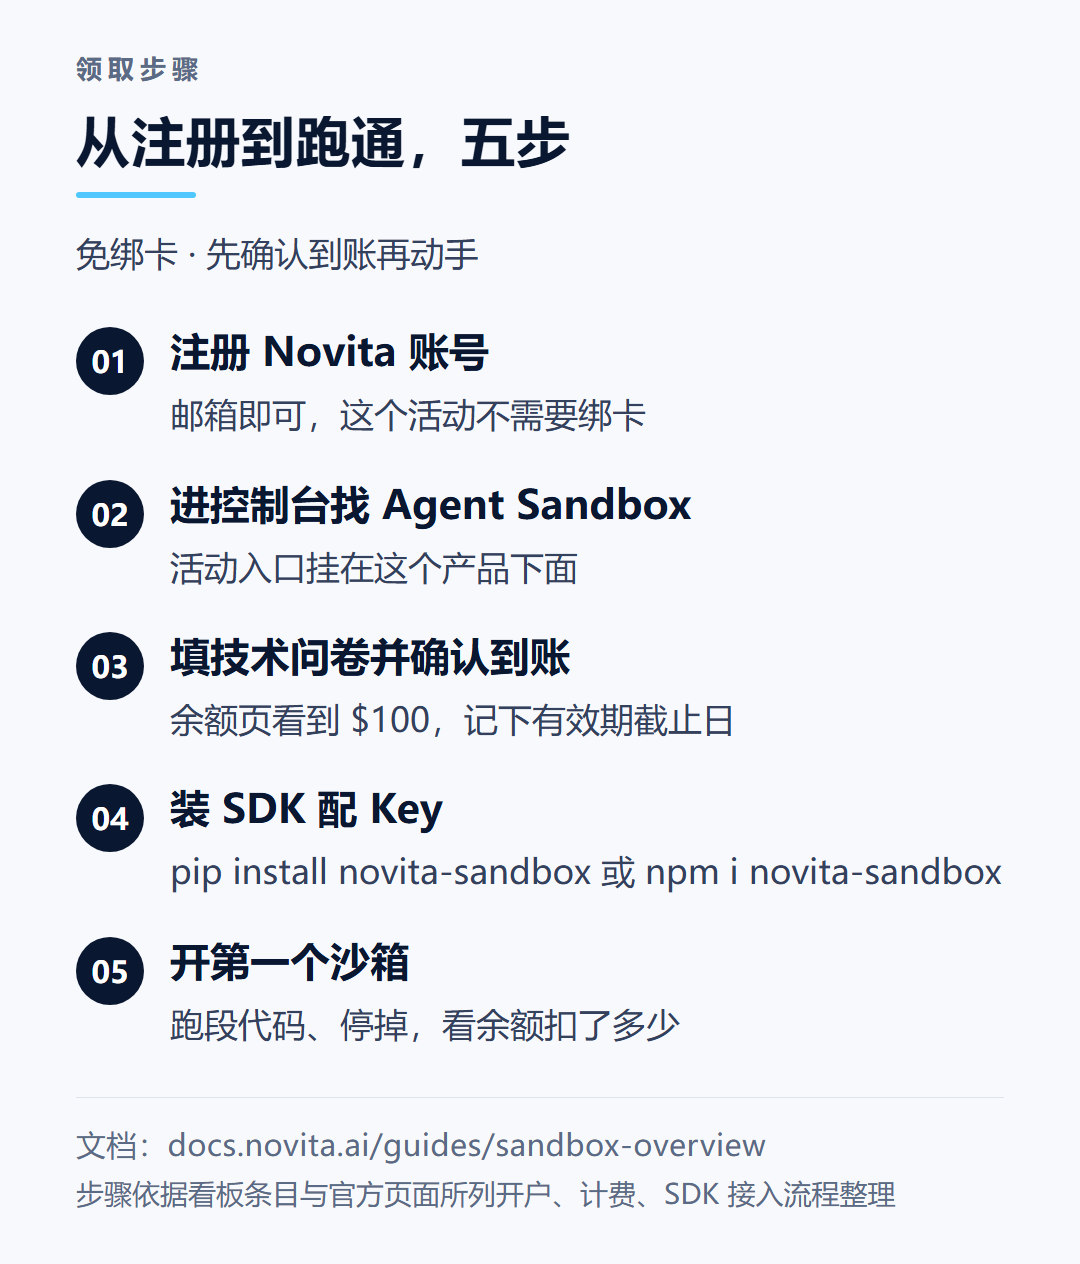 领取步骤
从注册到跑通，五步
免绑卡 · 先确认到账再动手
01
注册 Novita 账号
邮箱即可，这个活动不需要绑卡
02
进控制台找 Agent Sandbox
活动入口挂在这个产品下面
03
填技术问卷并确认到账
余额页看到 $100，记下有效期截止日
04
装 SDK 配 Key
pip install novita-sandbox 或 npm i novita-sandbox
05
开第一个沙箱
跑段代码、停掉，看余额扣了多少
文档：docs.novita.ai/guides/sandbox-overview
步骤依据看板条目与官方页面所列开户、计费、SDK 接入流程整理